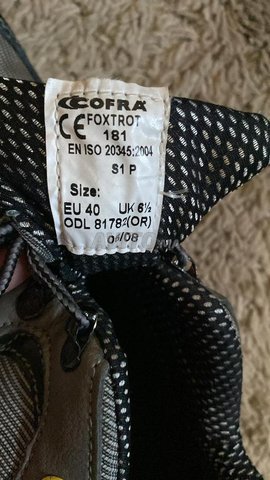 COFRA
CE FOXTROT
181
EN ISO 20345:2004
S1 P
Size:
EU 40 UK 6½
ODL 81782(OR)
05/08